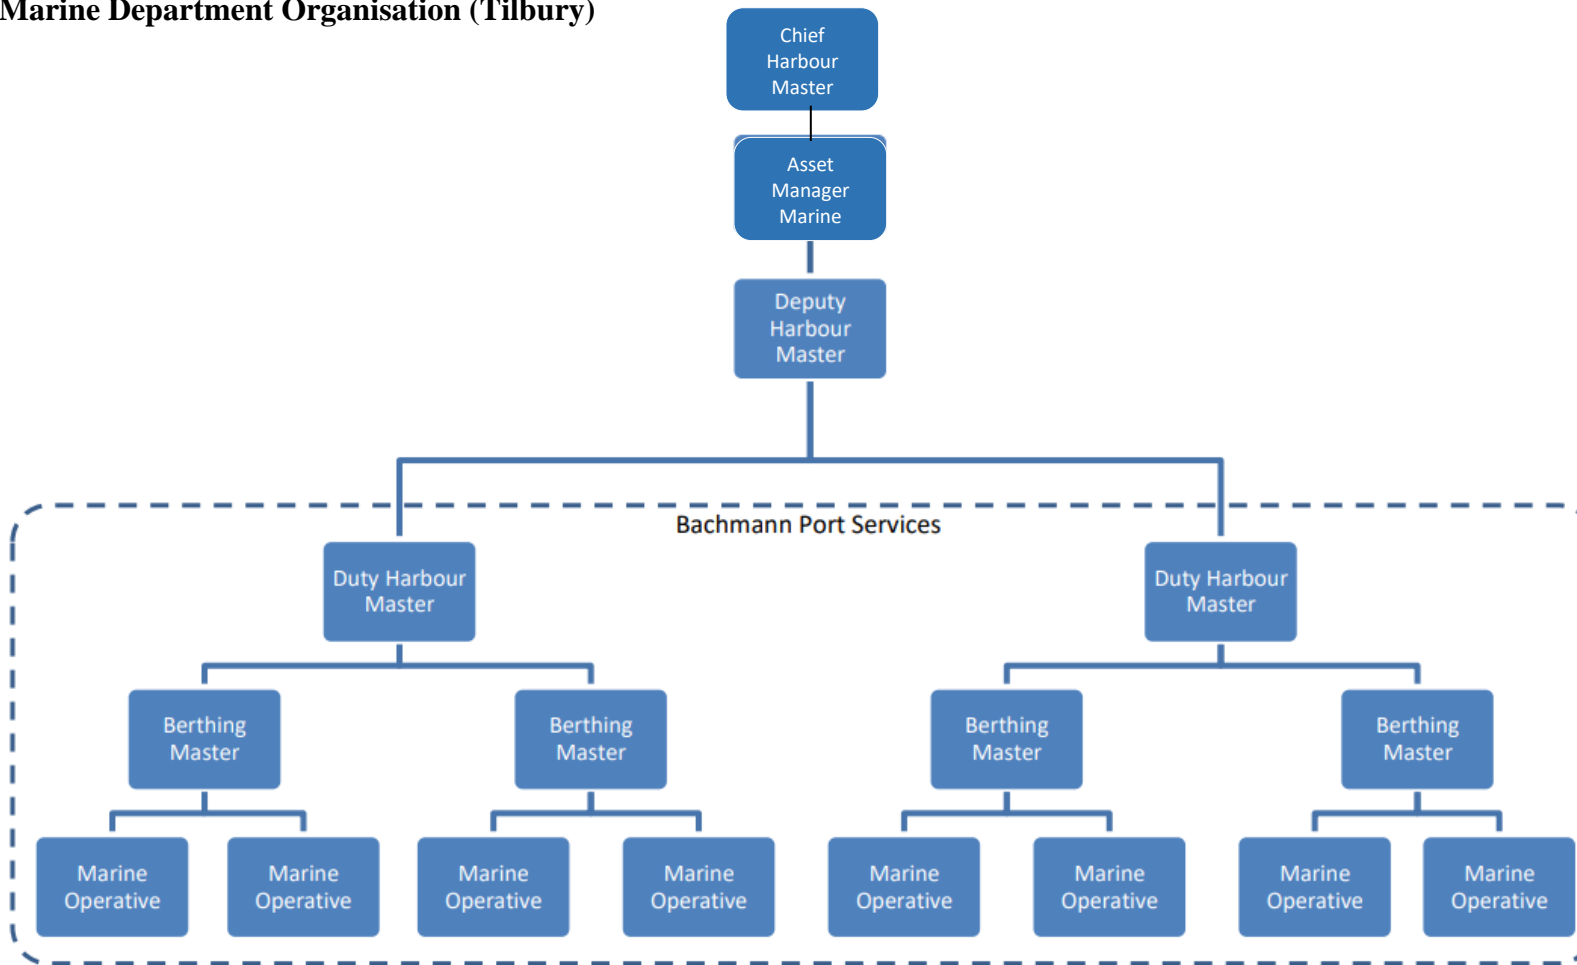 Marine Department Organisation (Tilbury)
Chief
Harbour
Master
Asset
Manager
Marine
Deputy
Harbour
Master
Bachmann Port Services
Duty Harbour
Master
Duty Harbour
Master
Berthing
Master
Berthing
Master
Berthing
Master
Berthing
Master
Marine
Operative
Marine
Operative
Marine
Operative
Marine
Operative
Marine
Operative
Marine
Operative
Marine
Operative
Marine
Operative